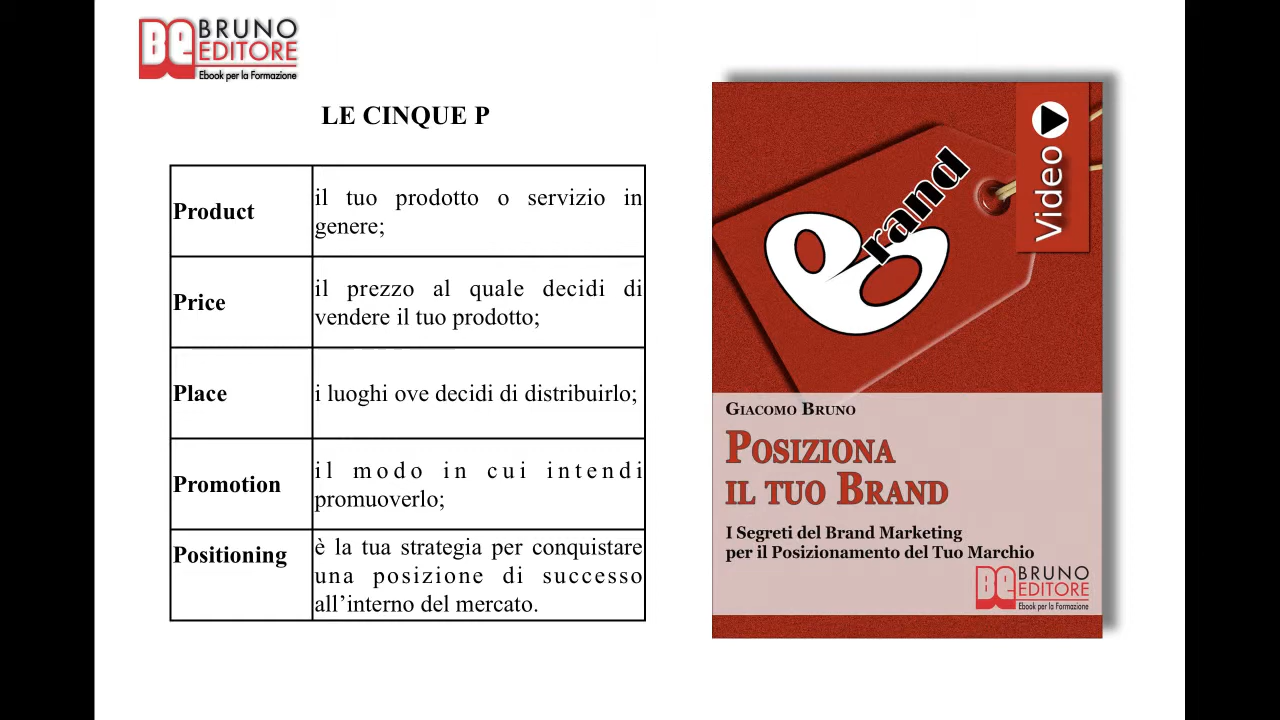 BRUNO
EDITORE
Ebook per la Formazione
LE CINQUE P
Product
il tuo prodotto o servizio in
genere;
Price
il prezzo al quale decidi di
vendere il tuo prodotto;
Place
i luoghi ove decidi di distribuirlo;
Promotion
il modo in cui intendi
promuoverlo;
Positioning
è la tua strategia per conquistare
una posizione di successo
all’interno del mercato.
Brand
Video
GIACOMO BRUNO
POSIZIONA
IL TUO BRAND
I Segreti del Brand Marketing
per il Posizionamento del Tuo Marchio
BRUNO
EDITORE
Ebook per la Formazione